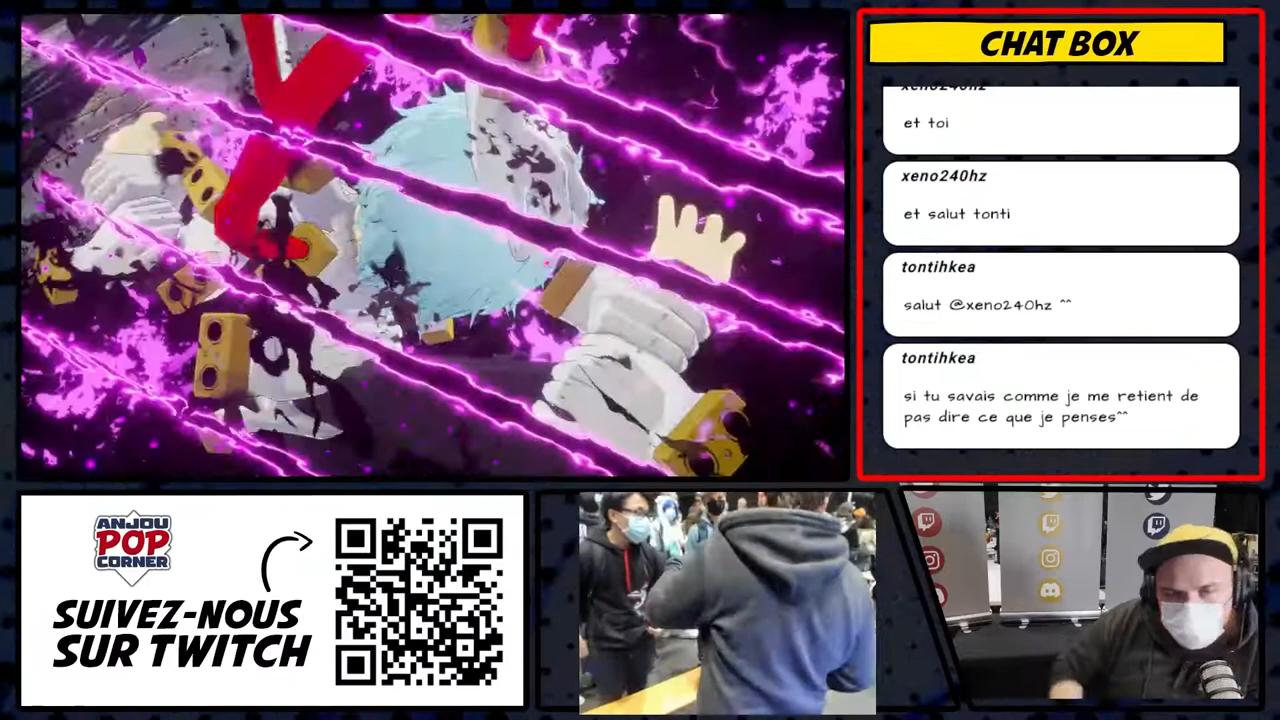 CHAT BOX
xeno240hz
et toi
xeno240hz
et salut tonti
tontihkea
salut @xeno240hz ^^
tontihkea
si tu savais comme je me retient de
pas dire ce que je penses^^
ANJOU
POP
CORNER
SUIVEZ-NOUS
SUR TWITCH